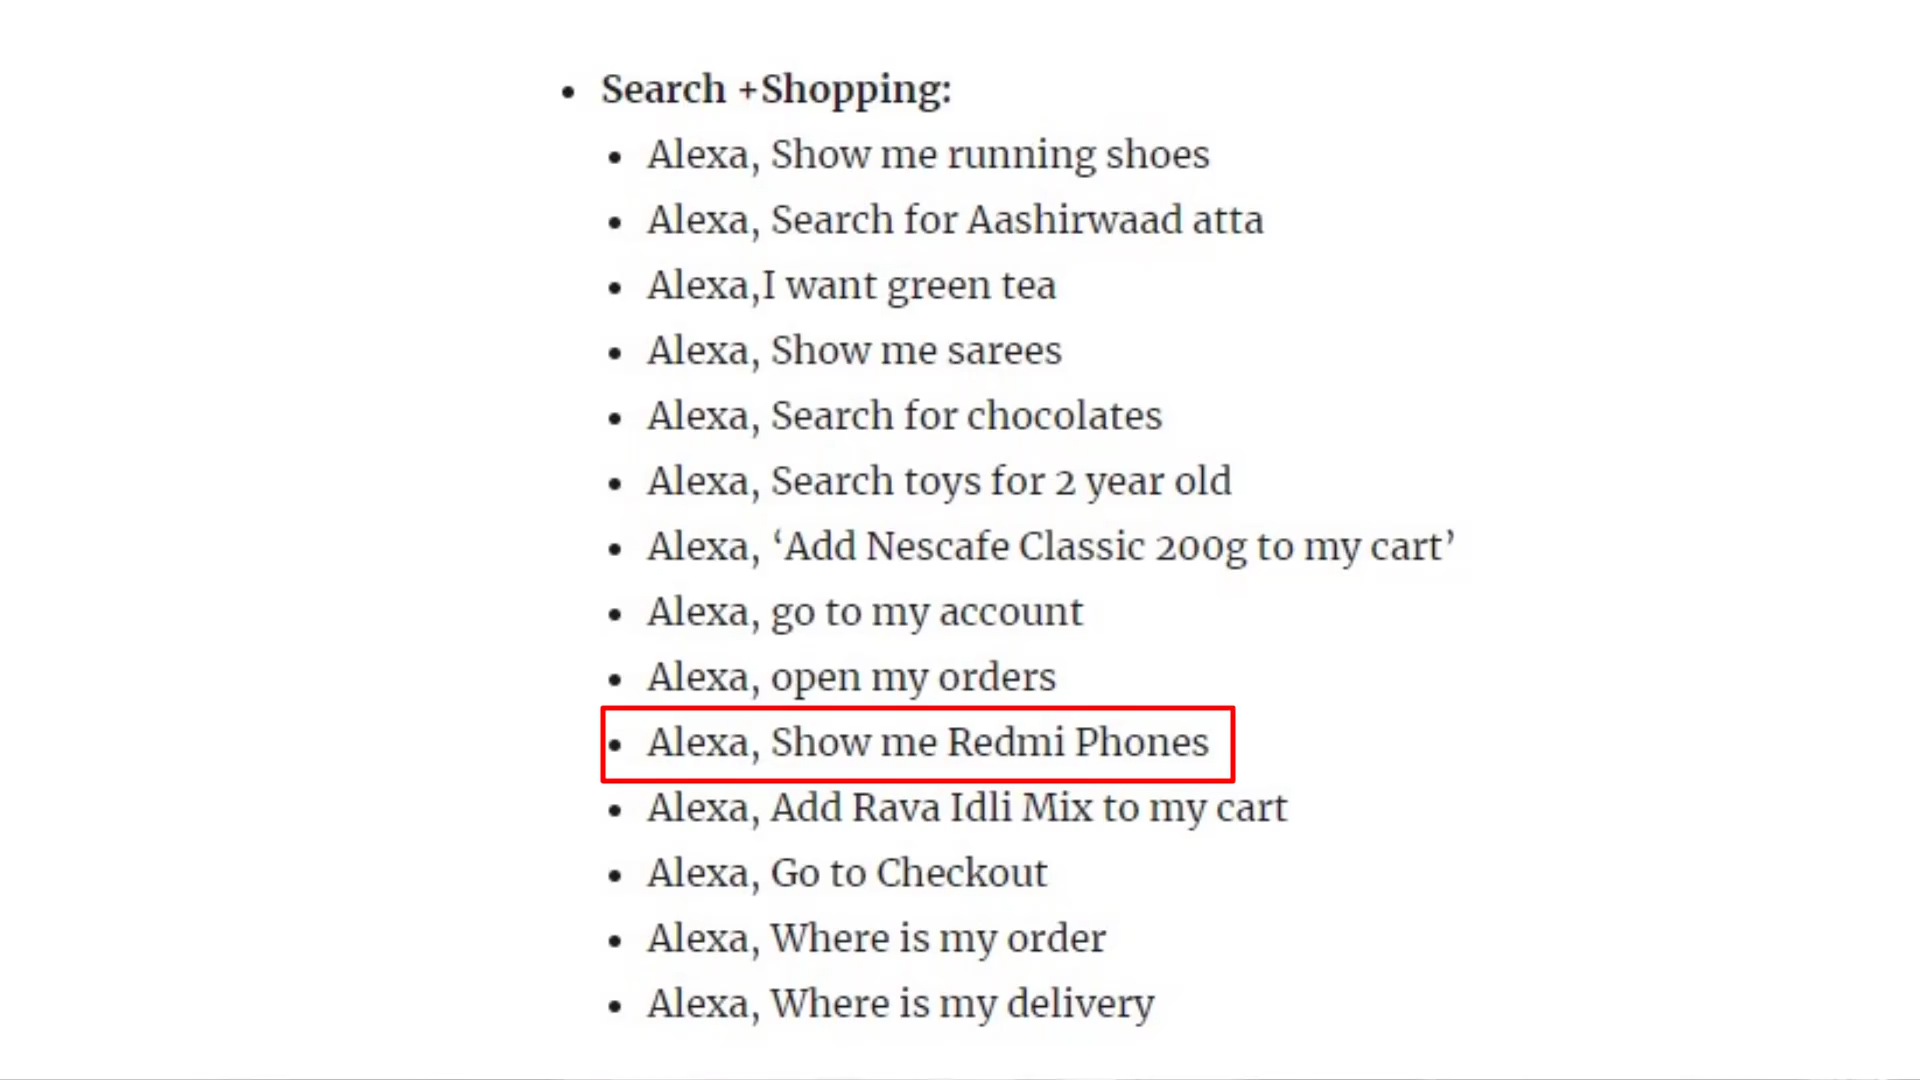 Search +Shopping:
Alexa, Show me running shoes
Alexa, Search for Aashirwaad atta
Alexa,I want green tea
Alexa, Show me sarees
Alexa, Search for chocolates
Alexa, Search toys for 2 year old
Alexa, ‘Add Nescafe Classic 200g to my cart’
Alexa, go to my account
Alexa, open my orders
Alexa, Show me Redmi Phones
Alexa, Add Rava Idli Mix to my cart
Alexa, Go to Checkout
Alexa, Where is my order
Alexa, Where is my delivery